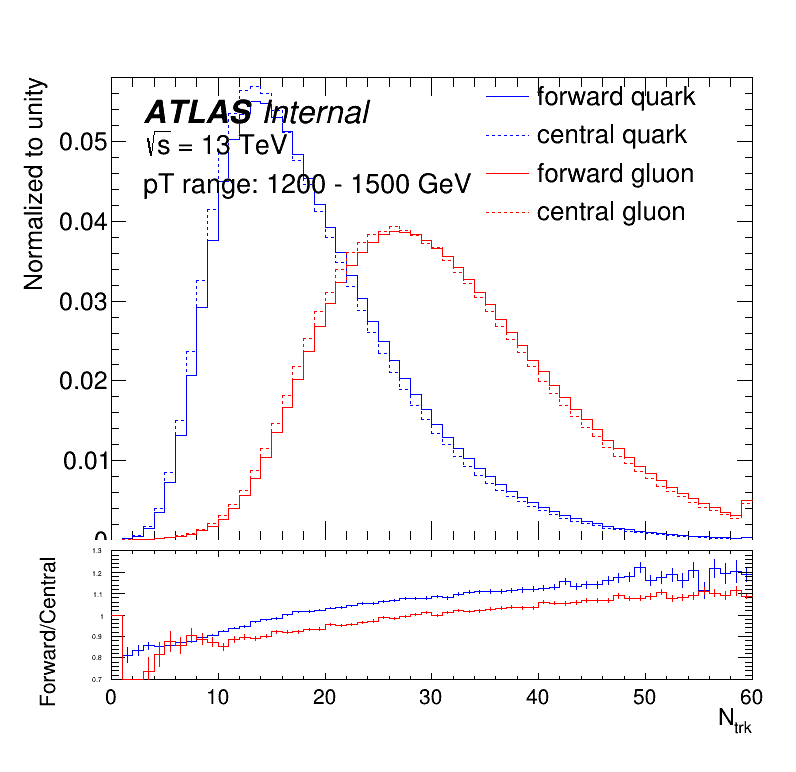 Normalized to unity
ATLAS Internal
√s = 13 TeV
pT range: 1200 - 1500 GeV
forward quark
central quark
forward gluon
central gluon
0.05
0.04
0.03
0.02
0.01
0
Forward/Central
1.3
1.2
1.1
1
0.9
0.8
0.7
0 10 20 30 40 50 60
N_trk